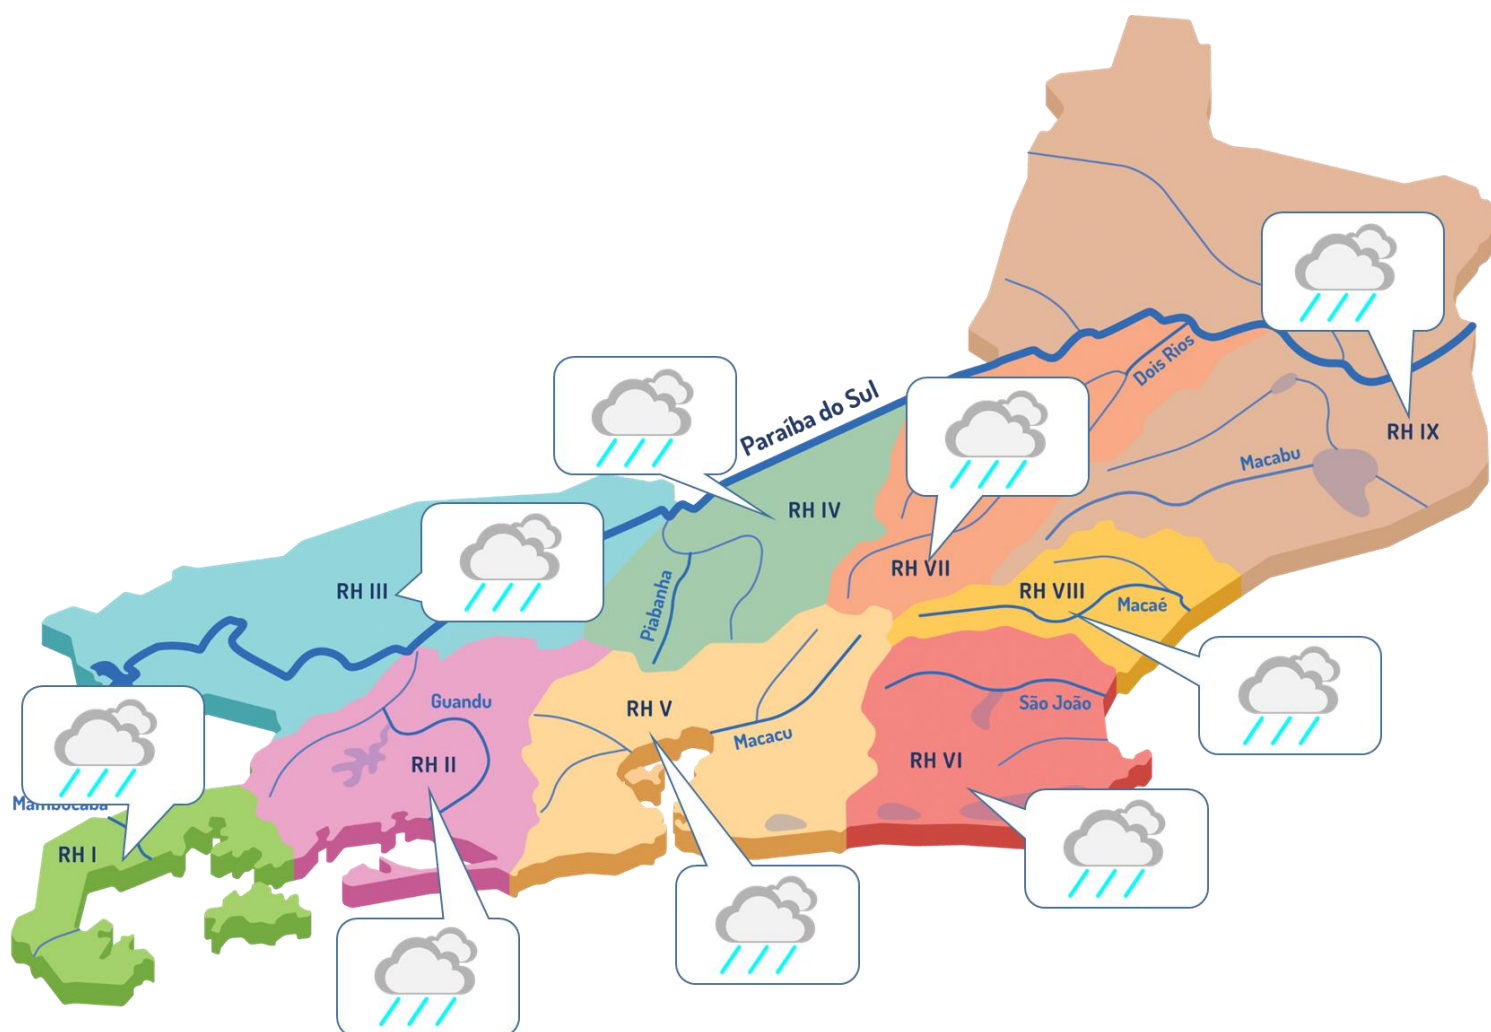 Dois Rios
Paraíba do Sul
RH IX
Macabu
RH IV
RH VII
RH III
RH VIII
Macaé
Piabanha
Guandu
RH V
São João
Macacu
RH II
RH VI
Mambucaba
RH I